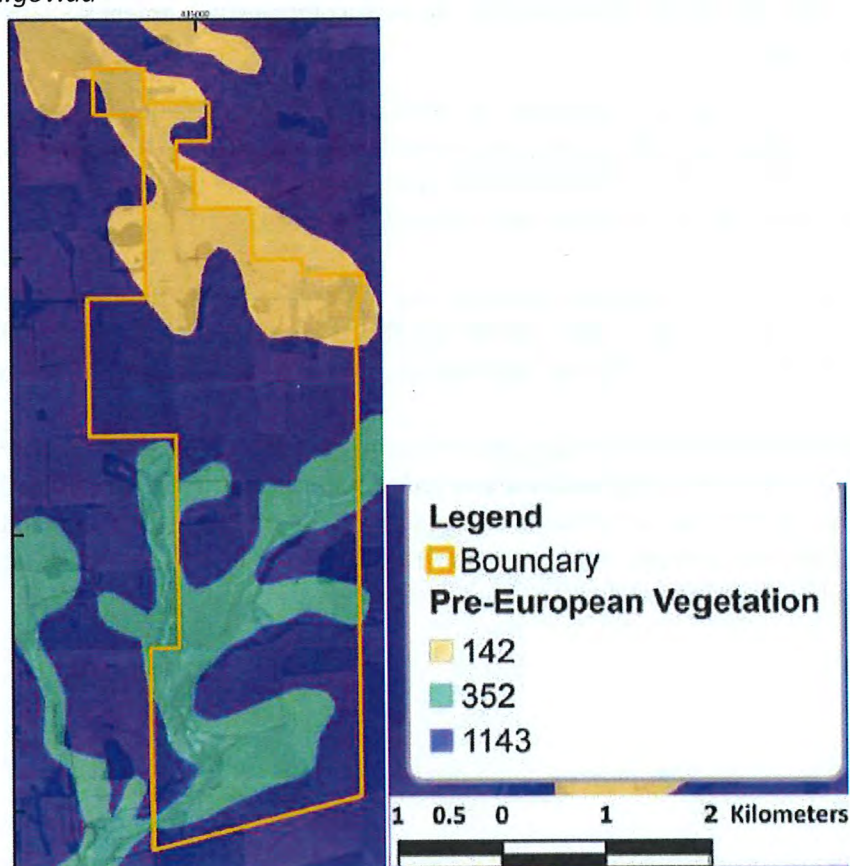 Legend
Boundary
Pre-European Vegetation
142
352
1143
1 0.5 0 1 2 Kilometers